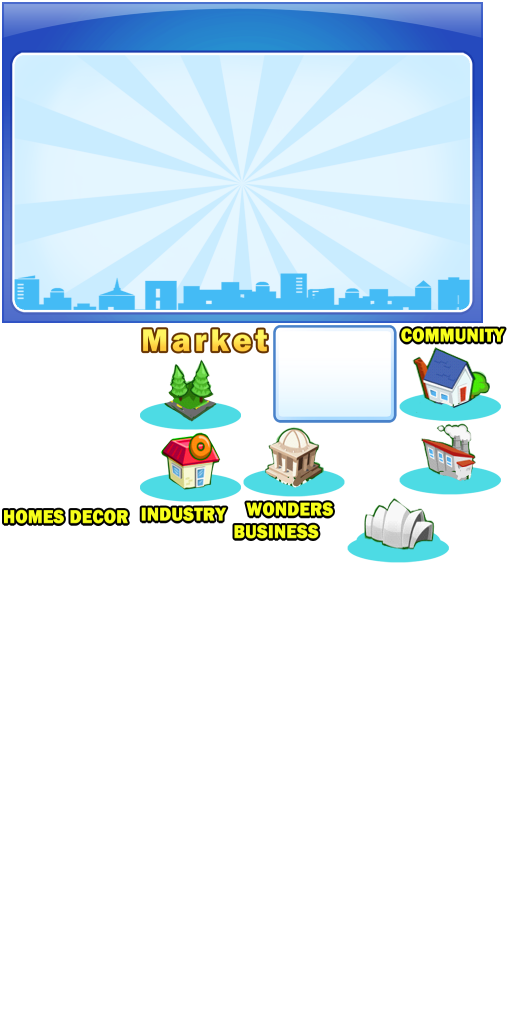 Market
COMMUNITY
HOMES DECOR
INDUSTRY
WONDERS
BUSINESS